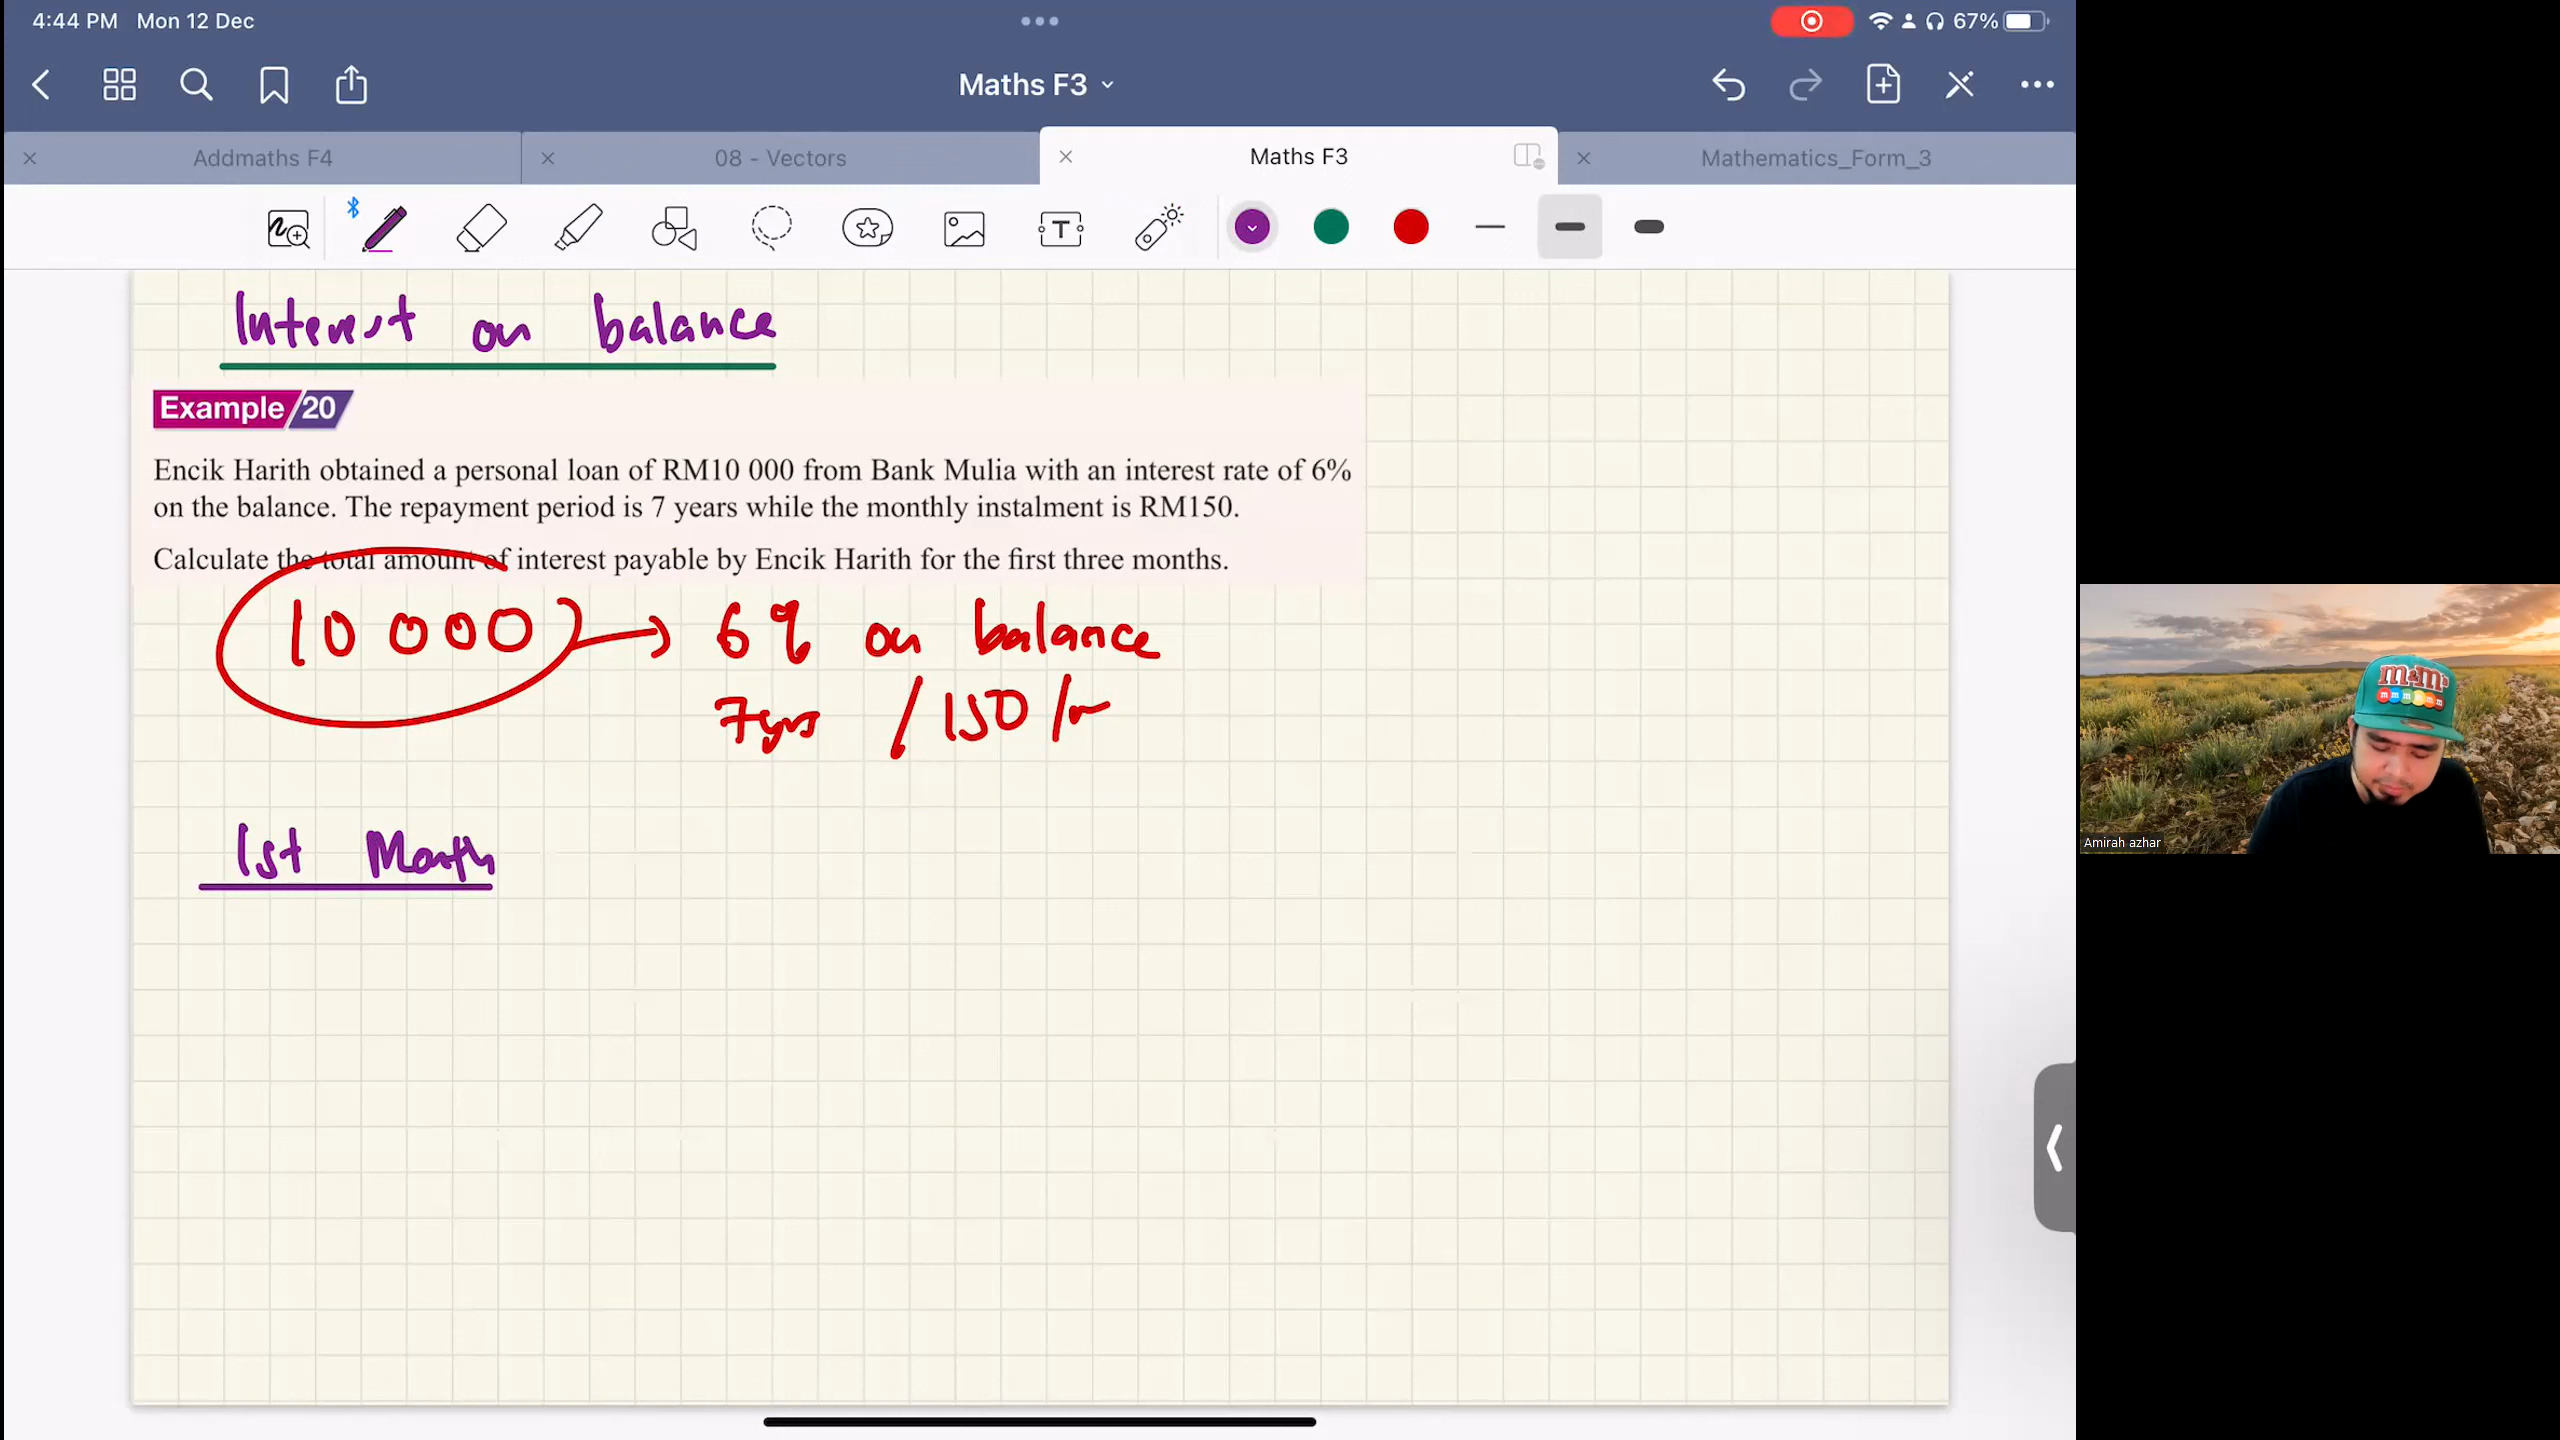 4:44 PM Mon 12 Dec
67%
Maths F3
Addmaths F4
08 - Vectors
Maths F3
Mathematics_Form_3
T
Interest on balance
Example 20
Encik Harith obtained a personal loan of RM10 000 from Bank Mulia with an interest rate of 6%
on the balance. The repayment period is 7 years while the monthly instalment is RM150.
Calculate the total amount of interest payable by Encik Harith for the first three months.
10 000 → 6% on balance
7yrs / 150 /m
1st Month
m&m's
m m m m m
Amirah azhar